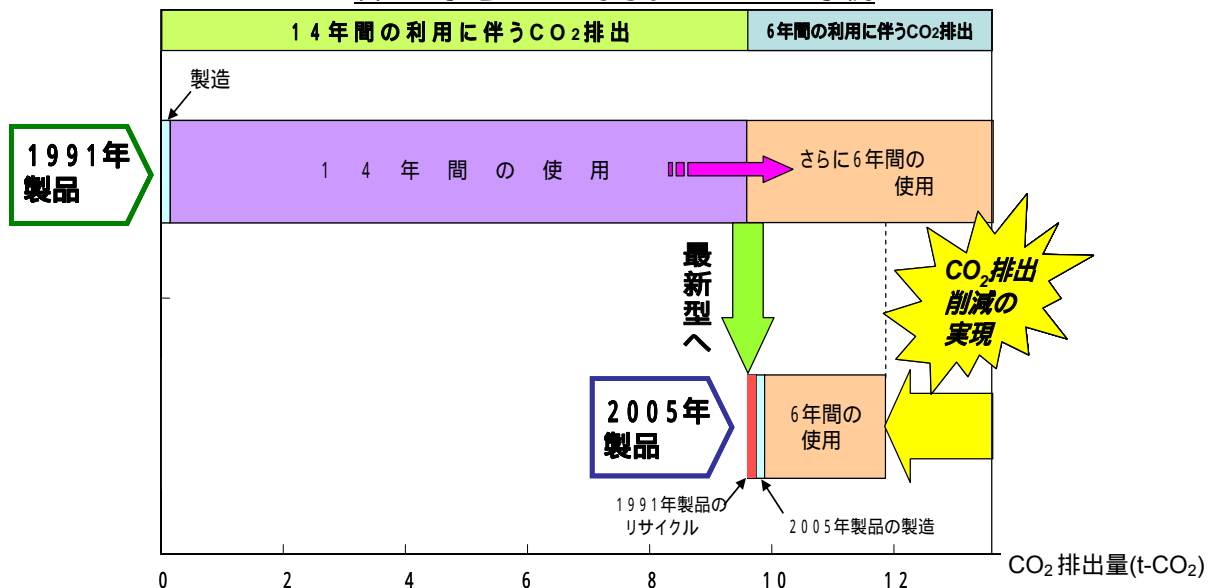 14年間の利用に伴うCO₂排出
6年間の利用に伴うCO₂排出
製造
1991年
製品
14年間の使用
さらに6年間の
使用
最新型へ
CO₂排出
削減の
実現
2005年
製品
6年間の
使用
1991年製品の
リサイクル
2005年製品の製造
0 2 4 6 8 10 12
CO₂排出量(t-CO₂)